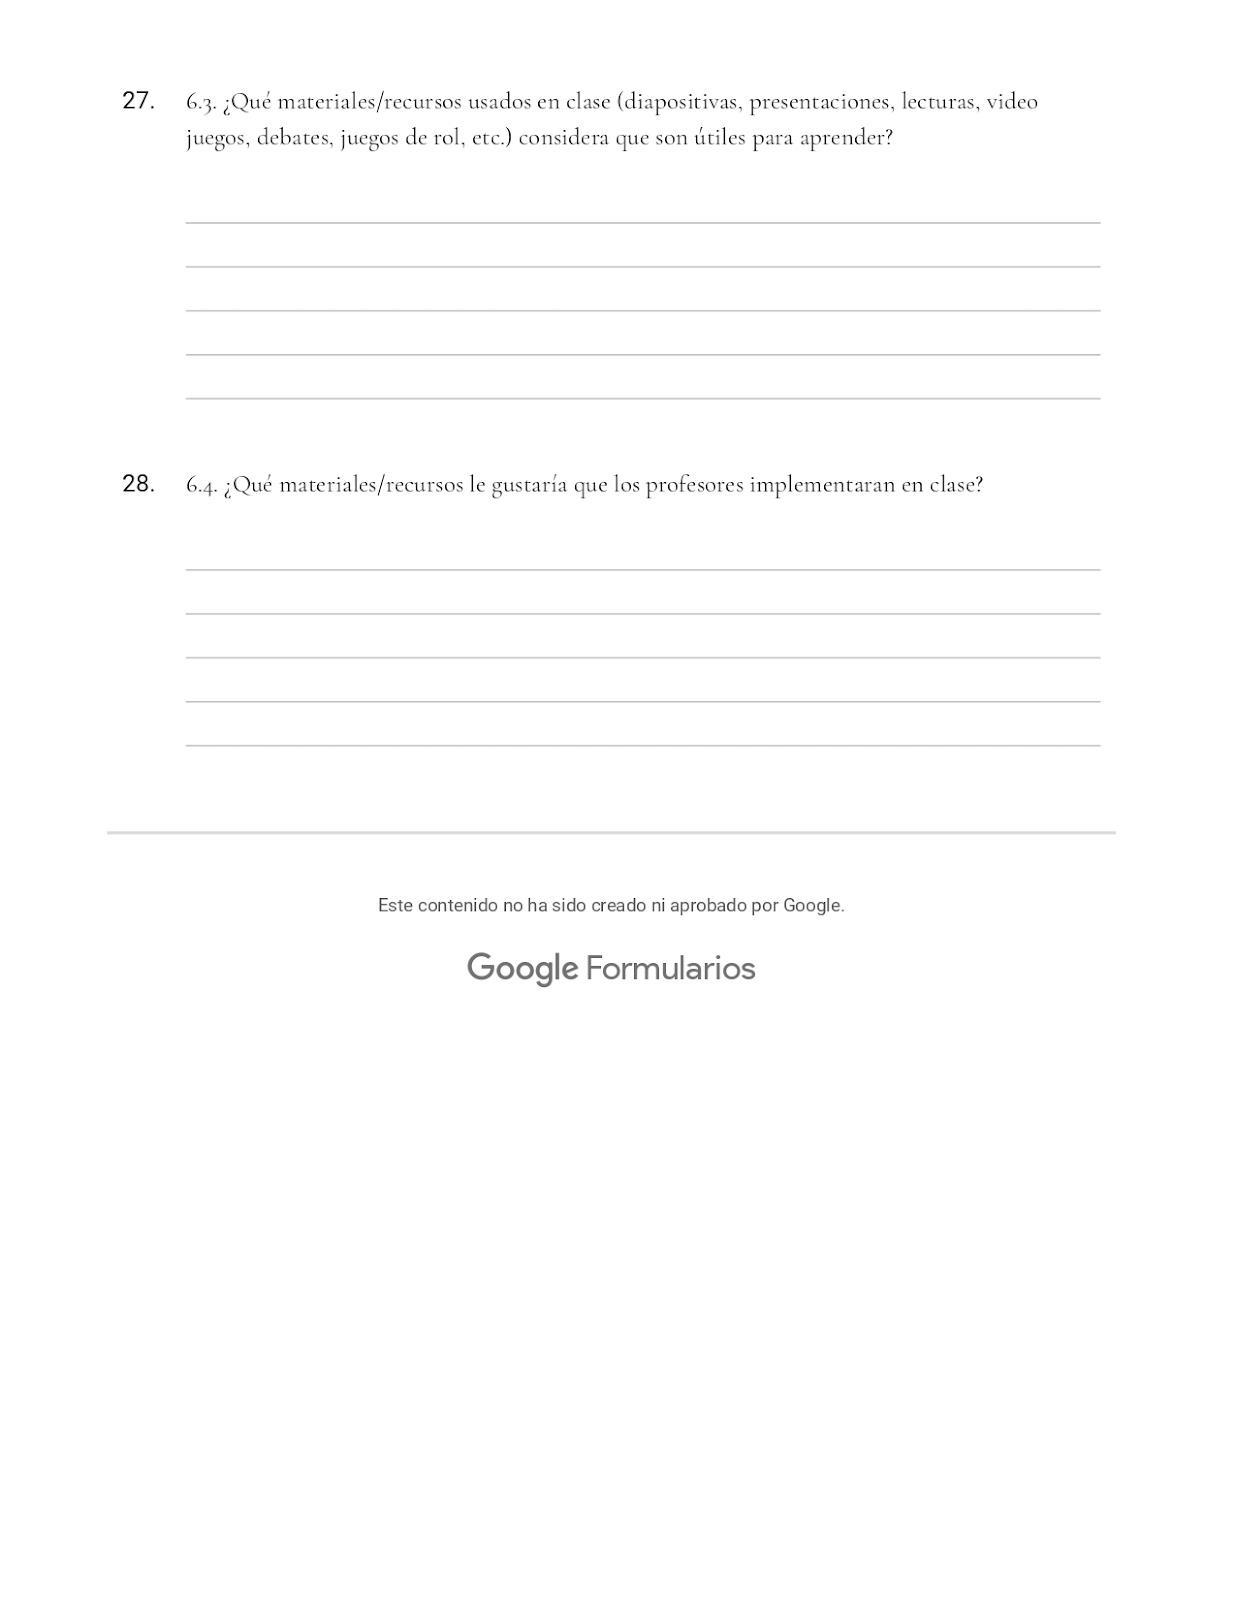 27. 6.3. ¿Qué materiales/recursos usados en clase (diapositivas, presentaciones, lecturas, video
juegos, debates, juegos de rol, etc.) considera que son útiles para aprender?
28. 6.4. ¿Qué materiales/recursos le gustaría que los profesores implementaran en clase?
Este contenido no ha sido creado ni aprobado por Google.
Google Formularios